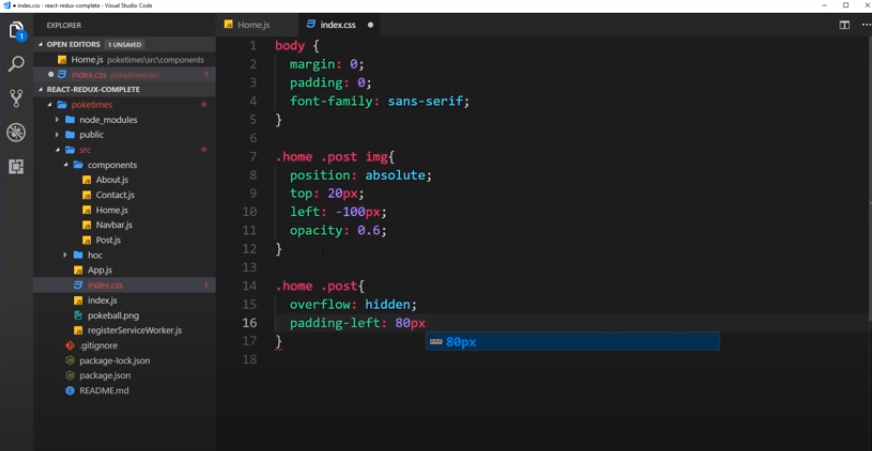 • index.css - react-redux-complete - Visual Studio Code
EXPLORER
OPEN EDITORS 1 UNSAVED
Home.js poketimes\src\components
index.css poketimes\src 1
REACT-REDUX-COMPLETE
poketimes
node_modules
public
src
components
About.js
Contact.js
Home.js
Navbar.js
Post.js
hoc
App.js
index.css 1
index.js
pokeball.png
registerServiceWorker.js
.gitignore
package-lock.json
package.json
README.md
1
Home.js
index.css
1 body {
2 margin: 0;
3 padding: 0;
4 font-family: sans-serif;
5 }
6
7 .home .post img{
8 position: absolute;
9 top: 20px;
10 left: -100px;
11 opacity: 0.6;
12 }
13
14 .home .post{
15 overflow: hidden;
16 padding-left: 80px
17 }
18
80px